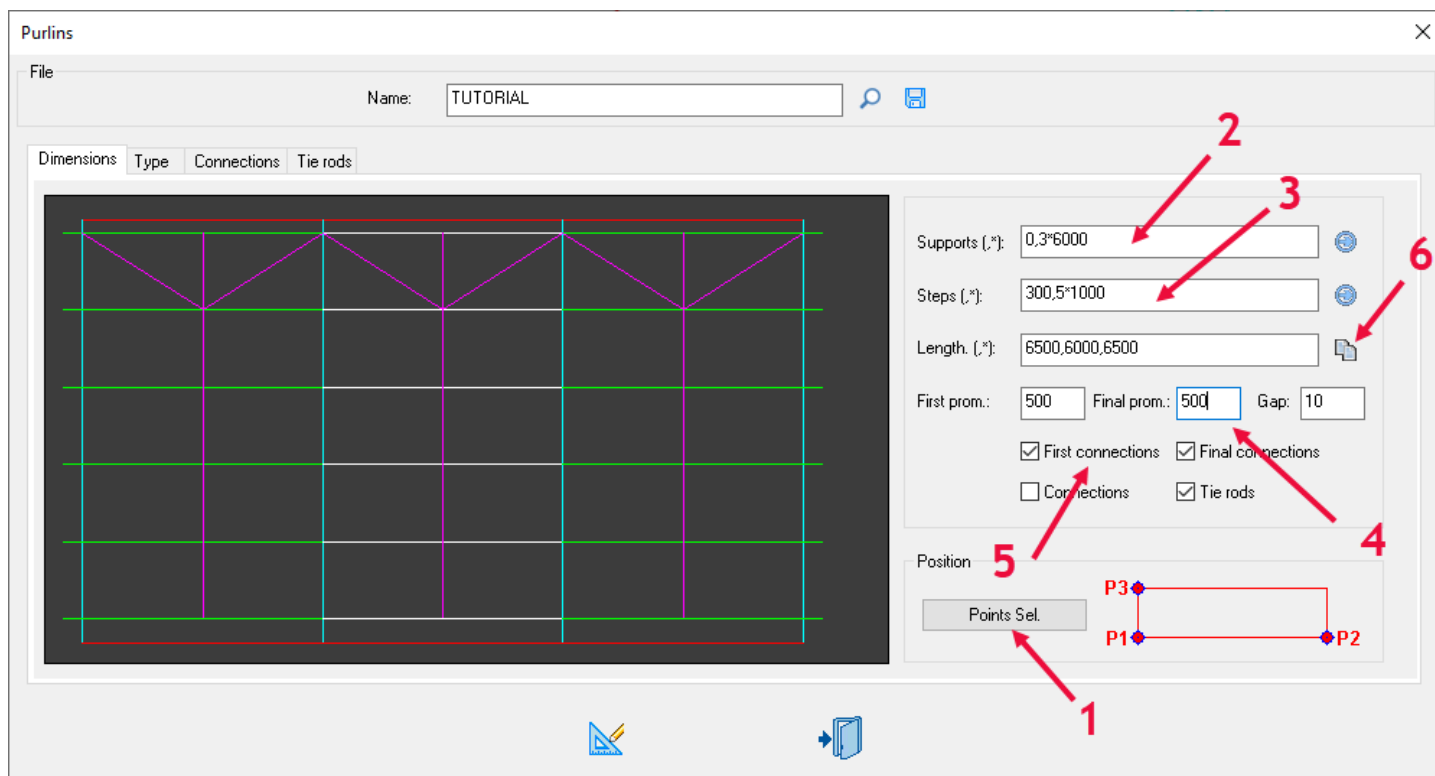 Purlins
File
Name: TUTORIAL
2
Dimensions Type Connections Tie rods
3
Supports (,*): 0,3*6000
6
Steps (,*): 300,5*1000
Length. (,*): 6500,6000,6500
First prom.: 500 Final prom.: 500 Gap: 10
First connections Final connections
Connections Tie rods
4
5
Position
P3
Points Sel.
P1 P2
1